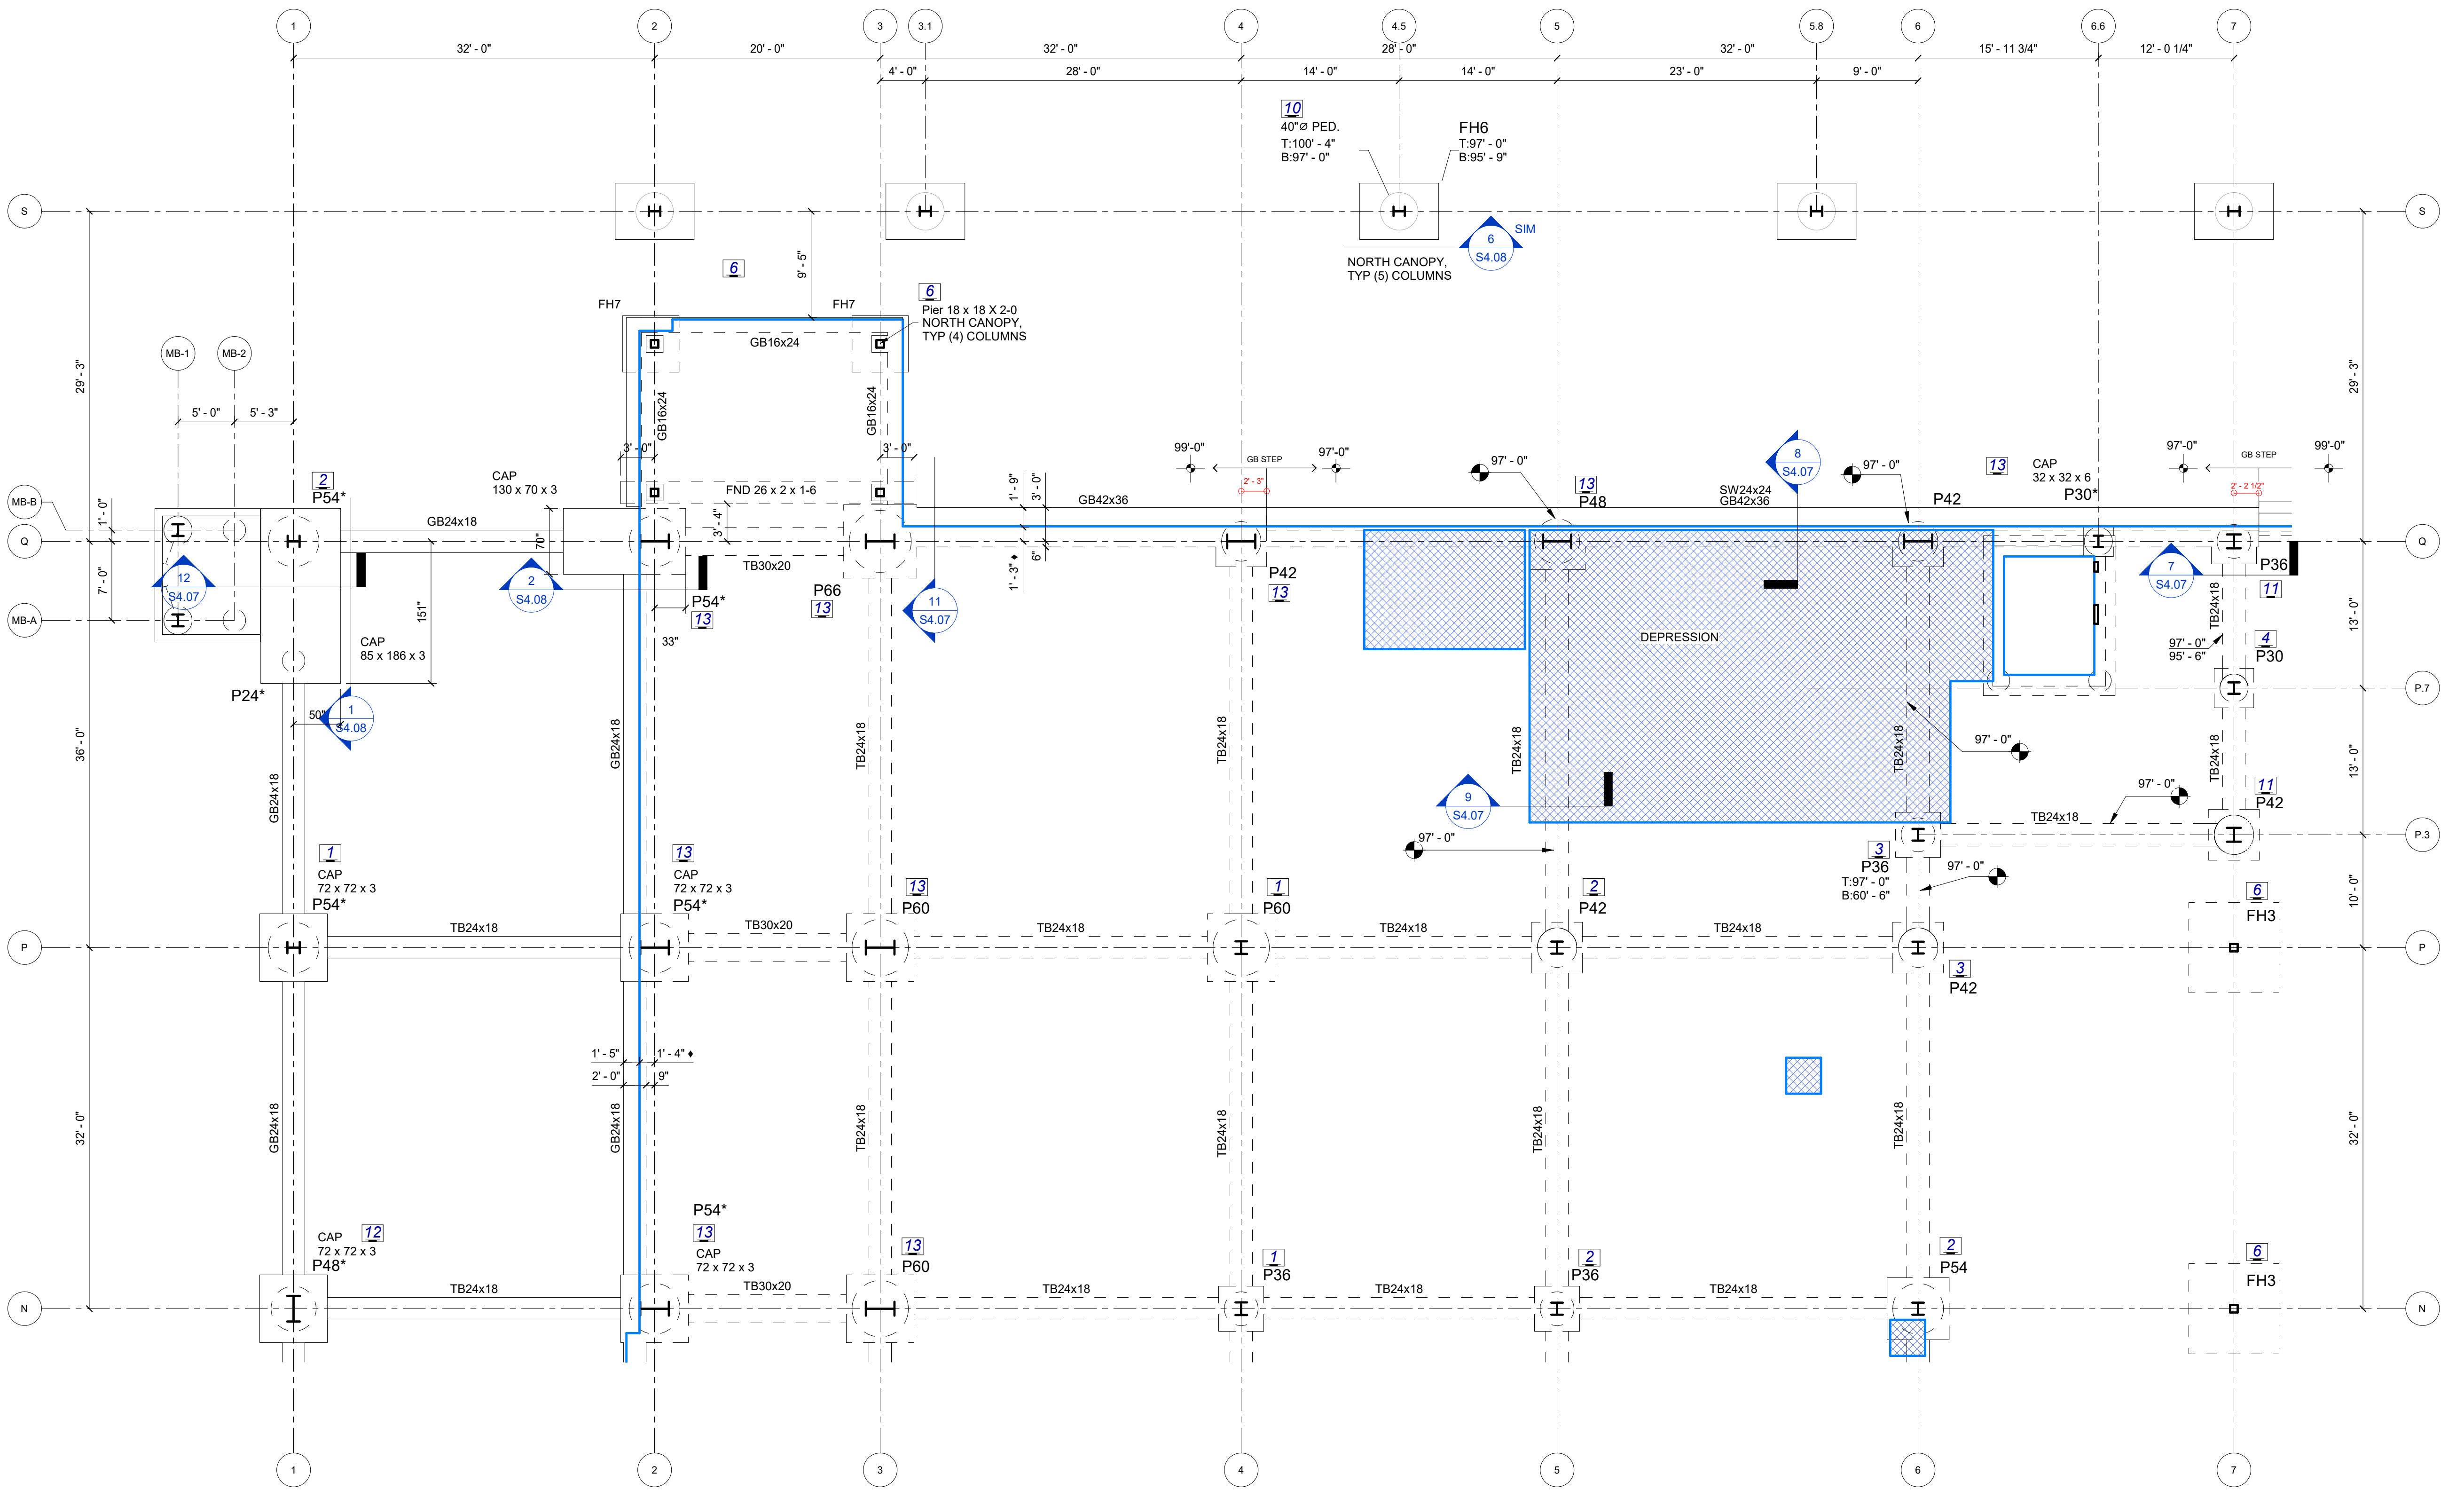 1
2
3
3.1
4
4.5
5
5.8
6
6.6
7
32' - 0"
20' - 0"
32' - 0"
28' - 0"
32' - 0"
15' - 11 3/4"
12' - 0 1/4"
4' - 0"
28' - 0"
14' - 0"
14' - 0"
23' - 0"
9' - 0"
10
40"Ø PED.
T:100' - 4"
B:97' - 0"
FH6
T:97' - 0"
B:95' - 9"
S
S
6
S4.08
SIM
NORTH CANOPY,
TYP (5) COLUMNS
9' - 5"
6
FH7
FH7
6
Pier 18 x 18 X 2-0
NORTH CANOPY,
TYP (4) COLUMNS
GB16x24
GB16x24
GB16x24
29' - 3"
29' - 3"
MB-1
MB-2
5' - 0"
5' - 3"
3' - 0"
3' - 0"
99'-0"
GB STEP
97'-0"
2' - 3"
97' - 0"
8
S4.07
97' - 0"
13
CAP
32 x 32 x 6
P30*
97'-0"
GB STEP
99'-0"
2' - 2 1/2"
MB-B
Q
MB-A
Q
1' - 0"
7' - 0"
2
P54*
CAP
130 x 70 x 3
GB24x18
70"
FND 26 x 2 x 1-6
3' - 4"
TB30x20
1' - 9"
3' - 0"
1' - 3" ♦
6"
GB42x36
13
P48
SW24x24
GB42x36
P42
12
S4.07
2
S4.08
P54*
13
33"
P66
13
11
S4.07
P42
13
7
S4.07
P36
11
151"
CAP
85 x 186 x 3
P24*
50"
1
S4.08
DEPRESSION
TB24x18
97' - 0"
95' - 6"
4
P30
13' - 0"
P.7
36' - 0"
GB24x18
GB24x18
TB24x18
TB24x18
TB24x18
TB24x18
97' - 0"
TB24x18
13' - 0"
9
S4.07
97' - 0"
97' - 0"
11
P42
TB24x18
P.3
1
CAP
72 x 72 x 3
P54*
13
CAP
72 x 72 x 3
P54*
13
P60
1
P60
2
P42
3
P36
T:97' - 0"
B:60' - 6"
97' - 0"
10' - 0"
6
FH3
P
TB24x18
TB30x20
TB24x18
TB24x18
TB24x18
P
3
P42
1' - 5"
1' - 4" ♦
2' - 0"
9"
32' - 0"
GB24x18
GB24x18
TB24x18
TB24x18
TB24x18
TB24x18
32' - 0"
CAP
72 x 72 x 3
P48*
12
P54*
13
CAP
72 x 72 x 3
13
P60
1
P36
2
P36
2
P54
6
FH3
N
TB24x18
TB30x20
TB24x18
TB24x18
TB24x18
N
1
2
3
4
5
6
7